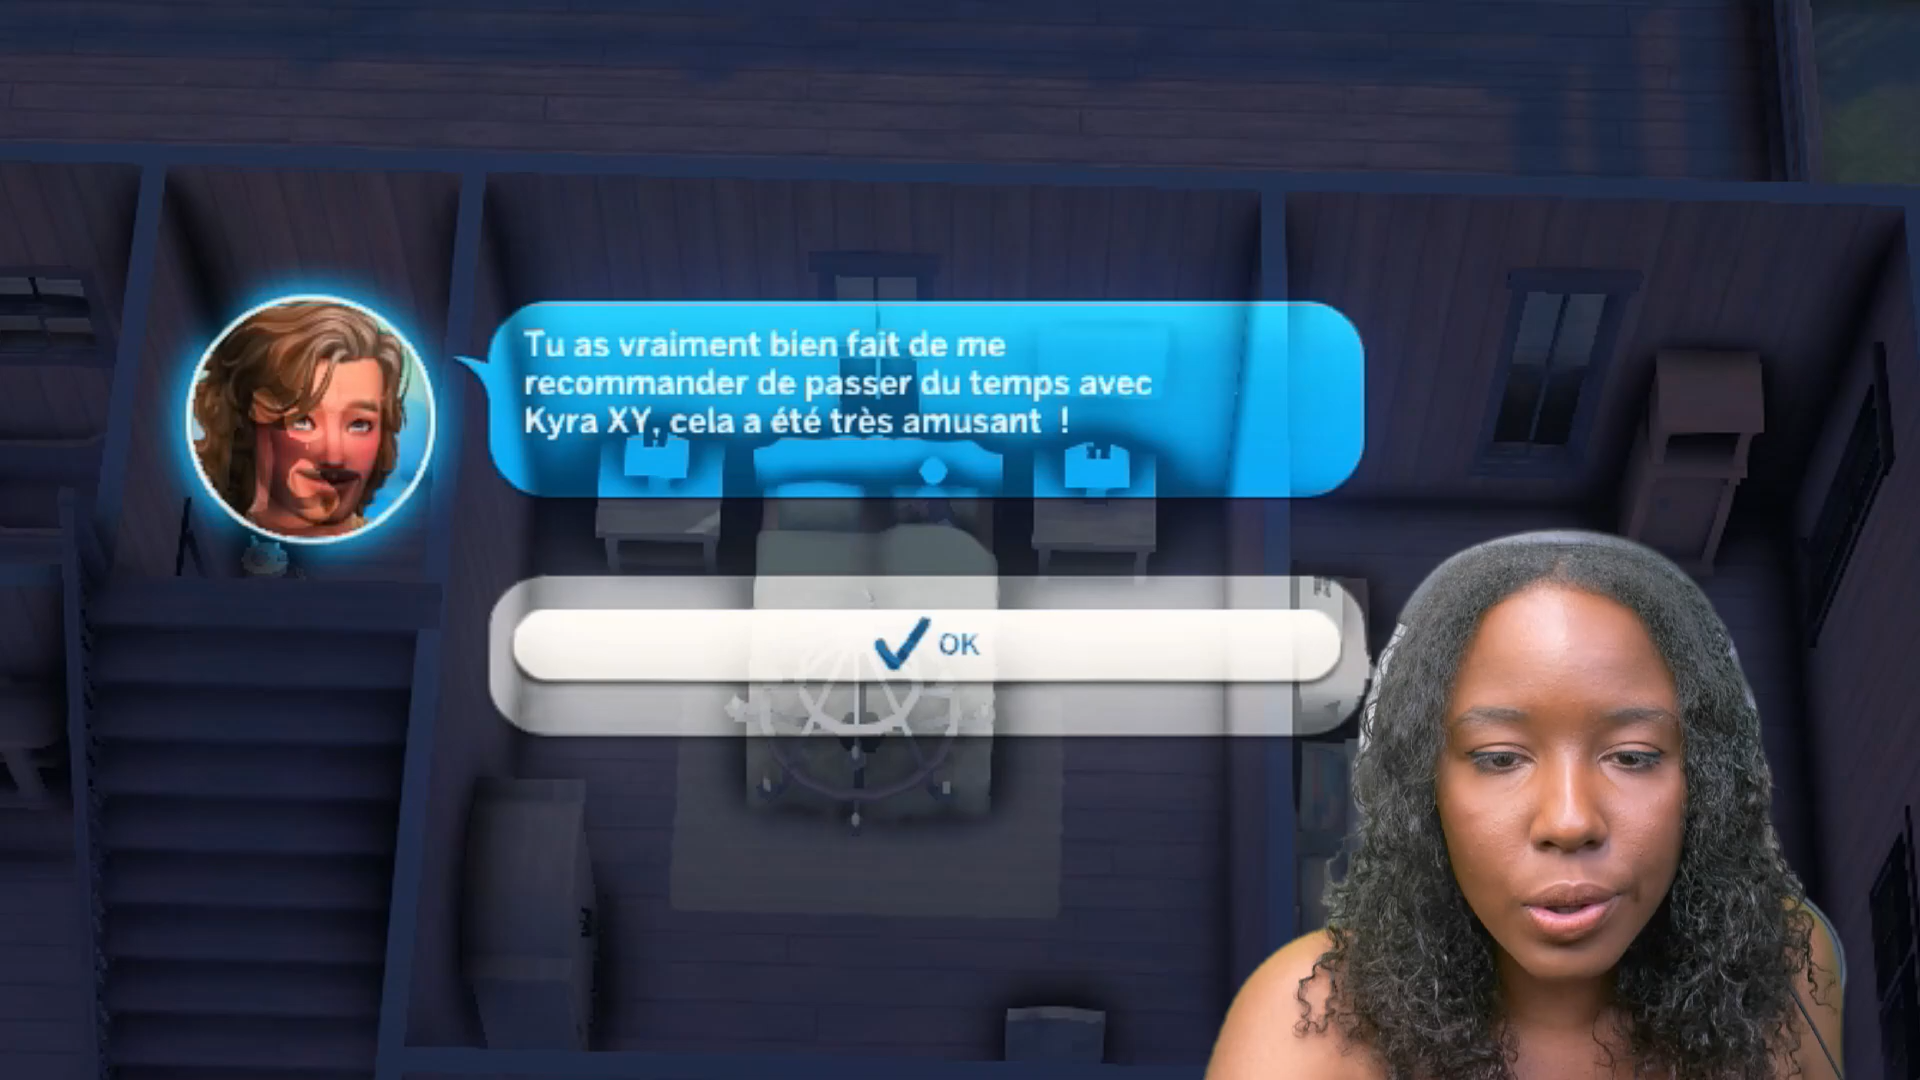 Tu as vraiment bien fait de me
recommander de passer du temps avec
Kyra XY, cela a été très amusant  !
OK